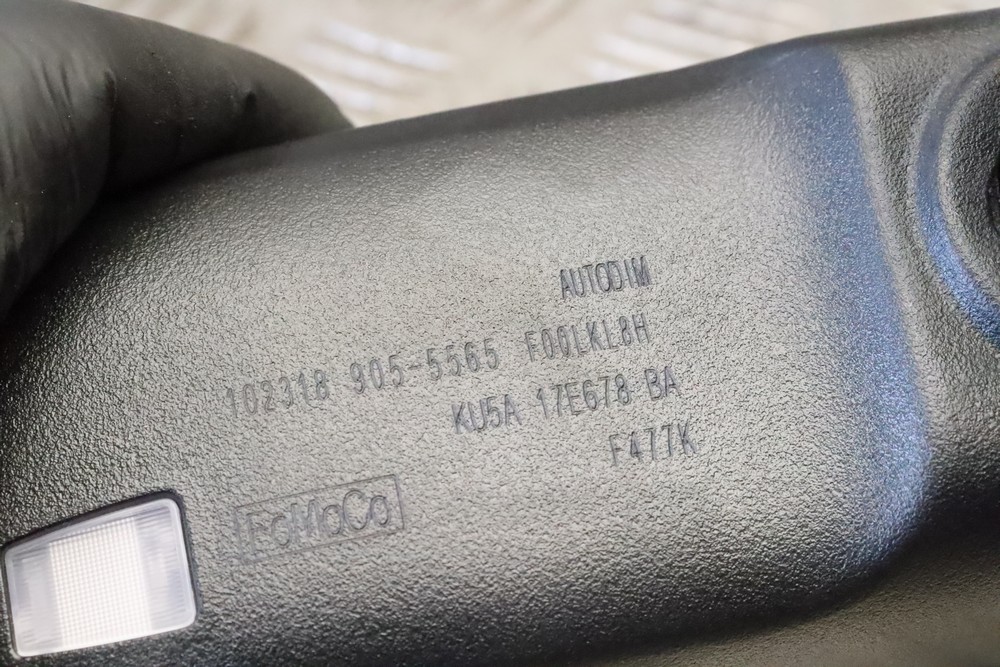 AUTODIM
102318 905-5565 F00LKL8H
KU5A 17E678 BA
F477K
FoMoCo